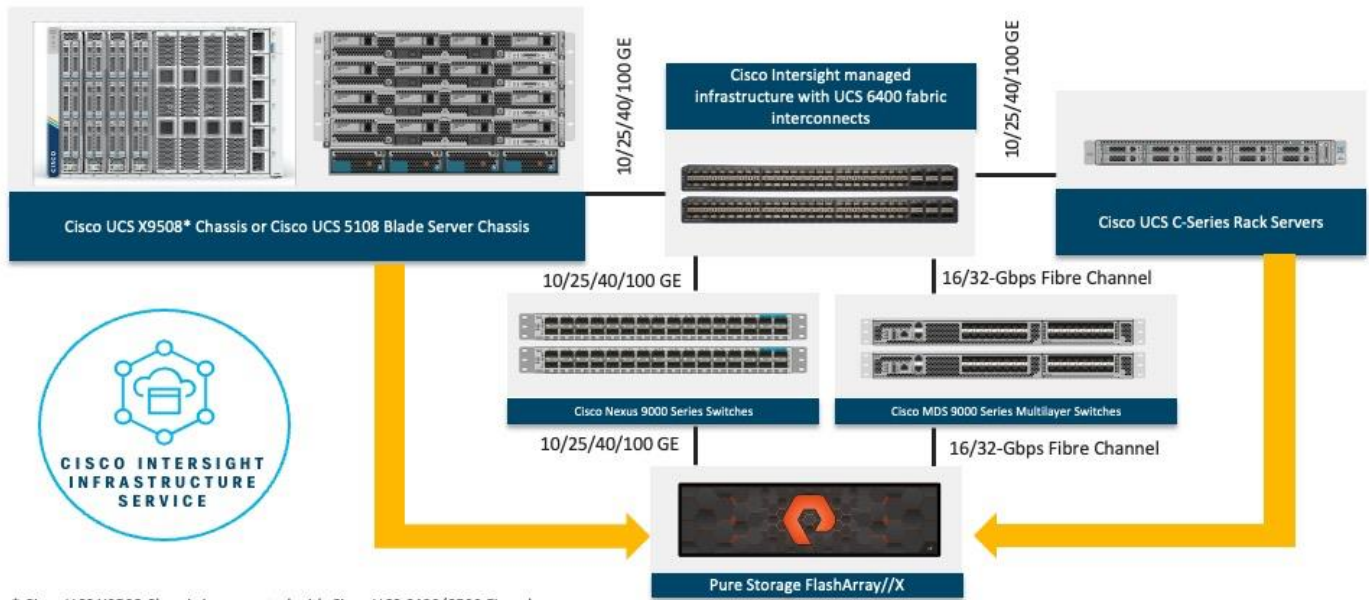 10/25/40/100 GE
Cisco Intersight managed
infrastructure with UCS 6400 fabric
interconnects
10/25/40/100 GE
CISCO
Cisco UCS X9508* Chassis or Cisco UCS 5108 Blade Server Chassis
Cisco UCS C-Series Rack Servers
10/25/40/100 GE
16/32-Gbps Fibre Channel
Cisco Nexus 9000 Series Switches
Cisco MDS 9000 Series Multilayer Switches
10/25/40/100 GE
16/32-Gbps Fibre Channel
CISCO INTERSIGHT
INFRASTRUCTURE
SERVICE
Pure Storage FlashArray//X